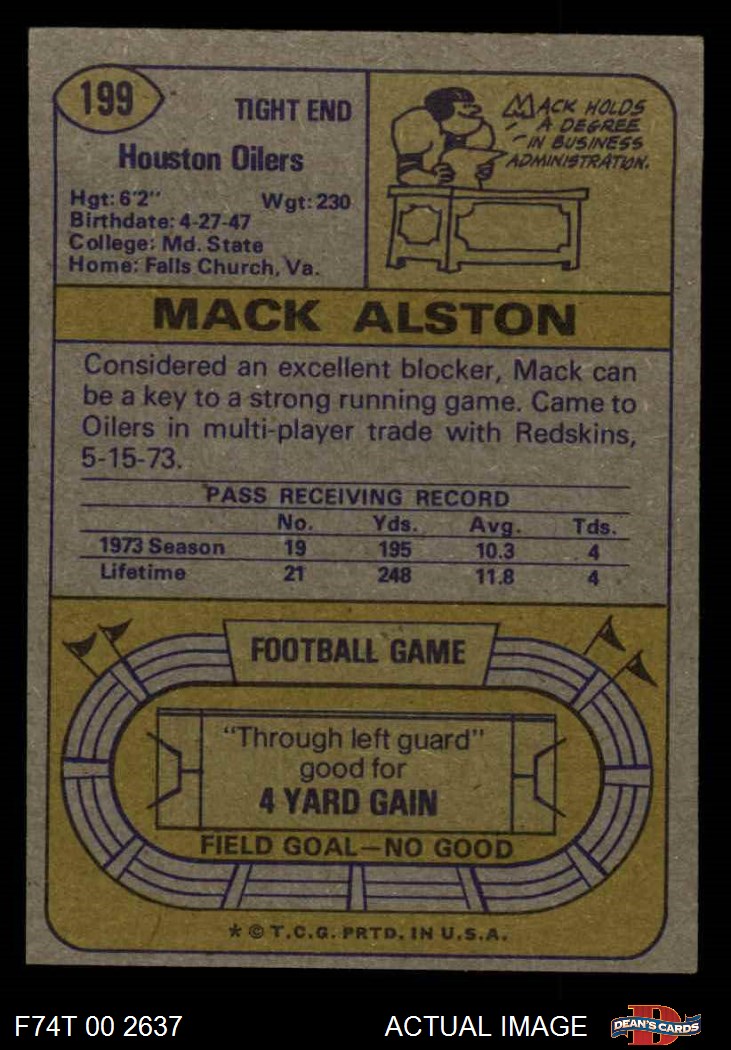 199
TIGHT END
Houston Oilers
Hgt: 6'2" Wgt: 230
Birthdate: 4-27-47
College: Md. State
Home: Falls Church, Va.
MACK HOLDS
A DEGREE
IN BUSINESS
ADMINISTRATION.
MACK ALSTON
Considered an excellent blocker, Mack can
be a key to a strong running game. Came to
Oilers in multi-player trade with Redskins,
5-15-73.
PASS RECEIVING RECORD
No. Yds. Avg. Tds.
1973 Season 19 195 10.3 4
Lifetime 21 248 11.8 4
FOOTBALL GAME
"Through left guard"
good for
4 YARD GAIN
FIELD GOAL—NO GOOD
* © T.C.G. PRTD. IN U.S.A.
F74T 00 2637 ACTUAL IMAGE D DEAN'S CARDS